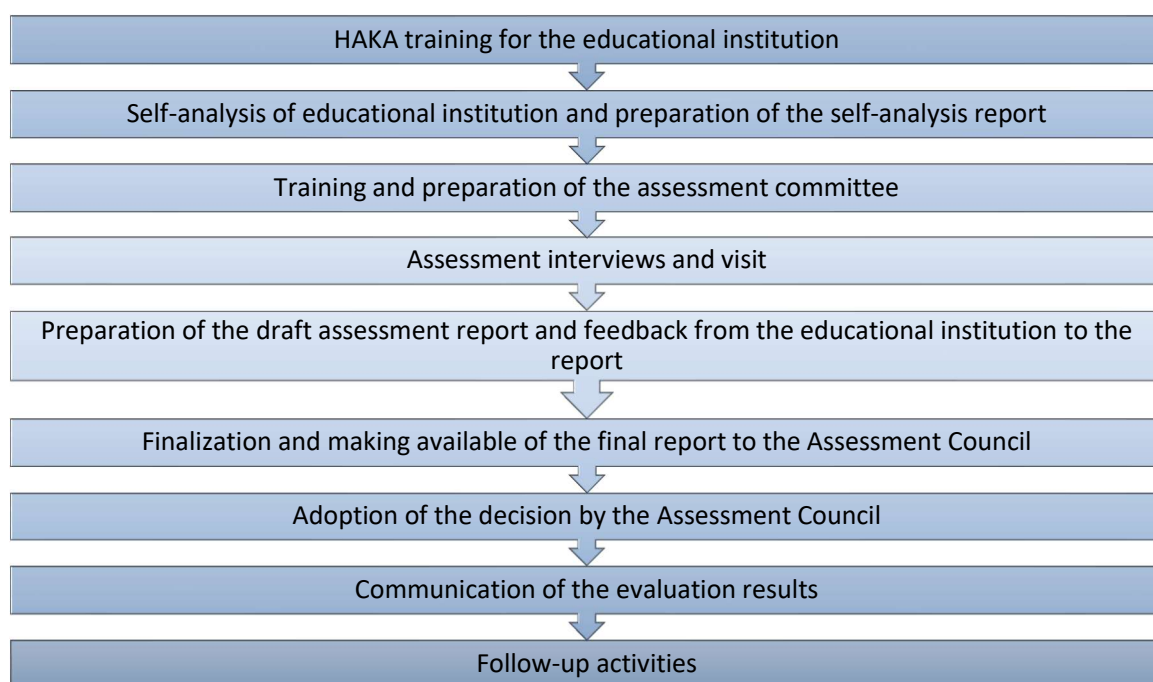 HAKA training for the educational institution
Self-analysis of educational institution and preparation of the self-analysis report
Training and preparation of the assessment committee
Assessment interviews and visit
Preparation of the draft assessment report and feedback from the educational institution to the
report
Finalization and making available of the final report to the Assessment Council
Adoption of the decision by the Assessment Council
Communication of the evaluation results
Follow-up activities